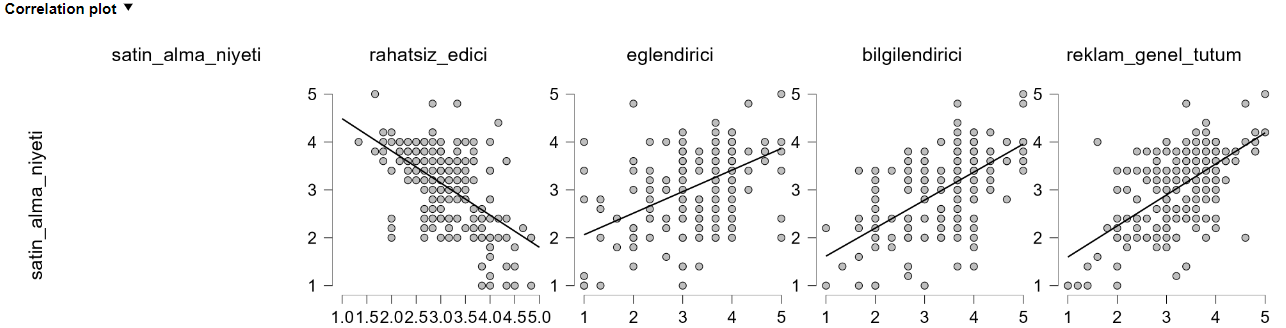 Correlation plot ▼
satin_alma_niyeti rahatsiz_edici eglendirici bilgilendirici reklam_genel_tutum
satin_alma_niyeti
5 5 5 5
4 4 4 4
3 3 3 3
2 2 2 2
1 1 1 1
1.01.52.02.53.03.54.04.55.0 1 2 3 4 5 1 2 3 4 5 1 2 3 4 5